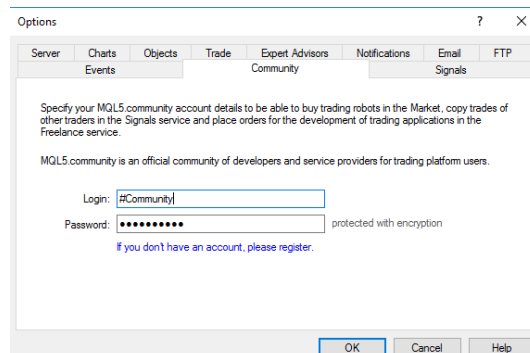 Options
Server Charts Objects Trade Expert Advisors Notifications Email FTP
Events Community Signals
Specify your MQL5.community account details to be able to buy trading robots in the Market, copy trades of
other traders in the Signals service and place orders for the development of trading applications in the
Freelance service.
MQL5.community is an official community of developers and service providers for trading platform users.
Login: #Community
Password: ●●●●●●●●●● protected with encryption
If you don't have an account, please register.
OK Cancel Help